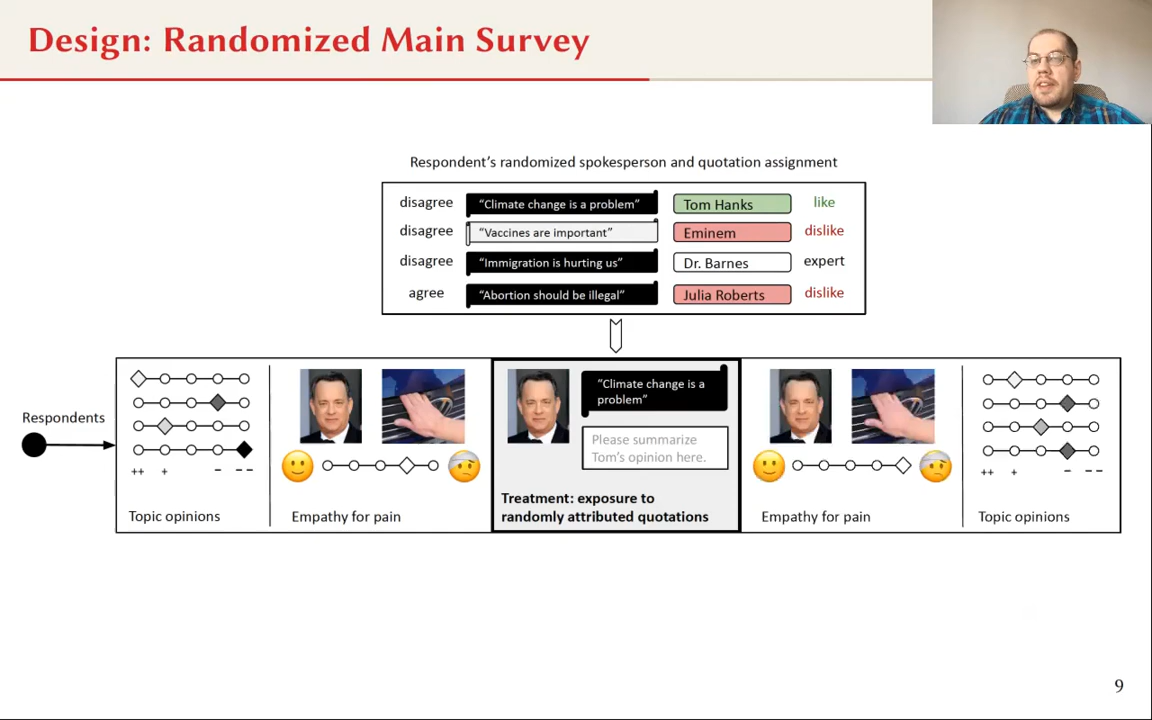 Design: Randomized Main Survey
Respondent's randomized spokesperson and quotation assignment
disagree "Climate change is a problem" Tom Hanks like
disagree "Vaccines are important" Eminem dislike
disagree "Immigration is hurting us" Dr. Barnes expert
agree "Abortion should be illegal" Julia Roberts dislike
Respondents
++ + - --
Topic opinions
Empathy for pain
"Climate change is a
problem"
Please summarize
Tom's opinion here.
Treatment: exposure to
randomly attributed quotations
Empathy for pain
++ + - --
Topic opinions
9